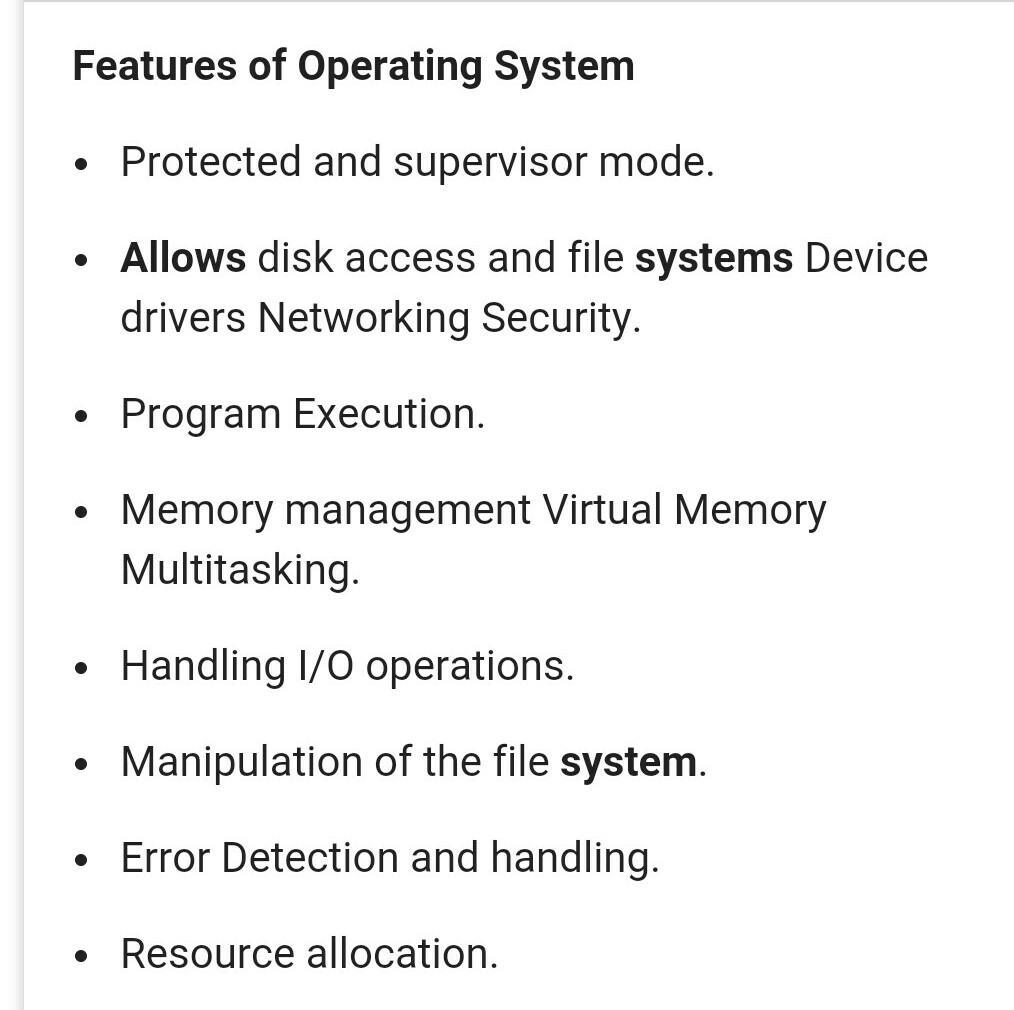 Features of Operating System
• Protected and supervisor mode.
• Allows disk access and file systems Device
drivers Networking Security.
• Program Execution.
• Memory management Virtual Memory
Multitasking.
• Handling I/O operations.
• Manipulation of the file system.
• Error Detection and handling.
• Resource allocation.